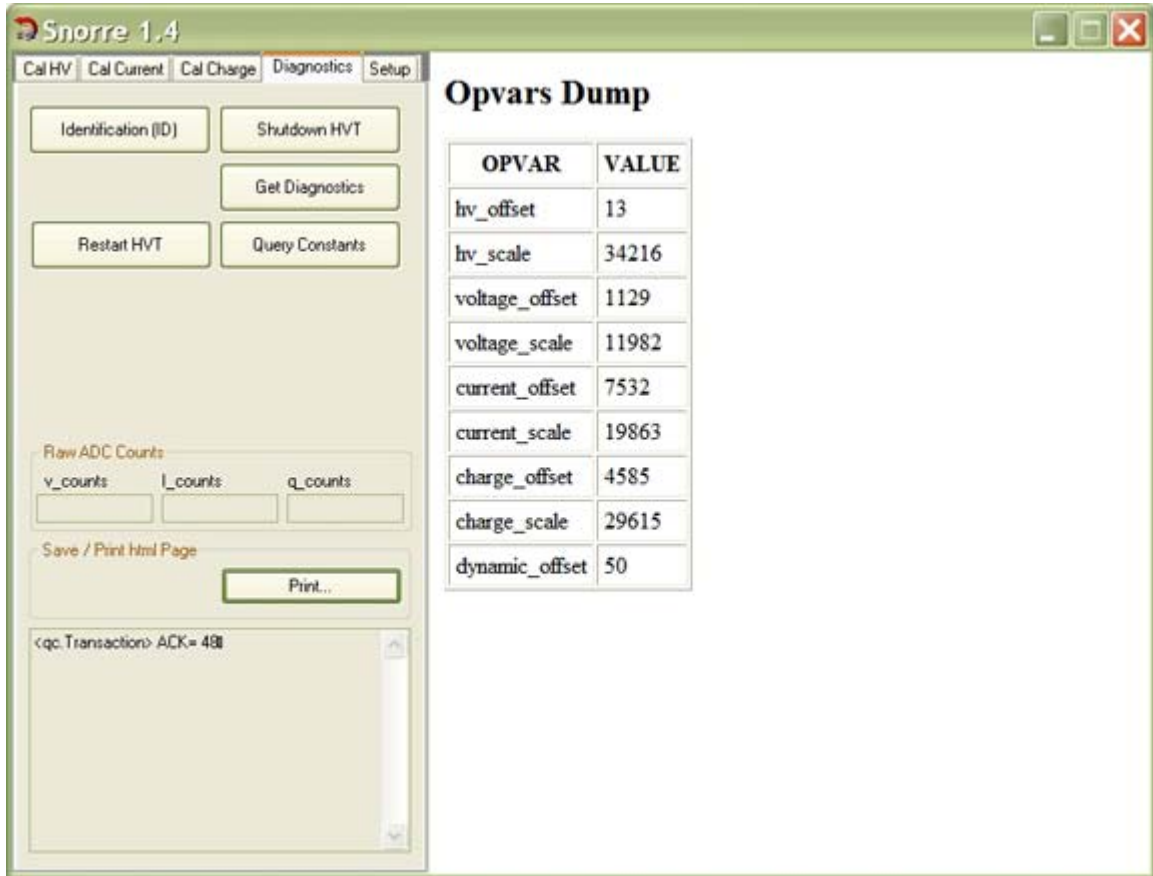 Snorre 1.4
Cal HV Cal Current Cal Charge Diagnostics Setup
Identification (ID) Shutdown HVT
Get Diagnostics
Restart HVT Query Constants
Raw ADC Counts
v_counts I_counts q_counts
Save / Print html Page
Print...
<qc.Transaction> ACK= 48
Opvars Dump
OPVAR VALUE
hv_offset 13
hv_scale 34216
voltage_offset 1129
voltage_scale 11982
current_offset 7532
current_scale 19863
charge_offset 4585
charge_scale 29615
dynamic_offset 50